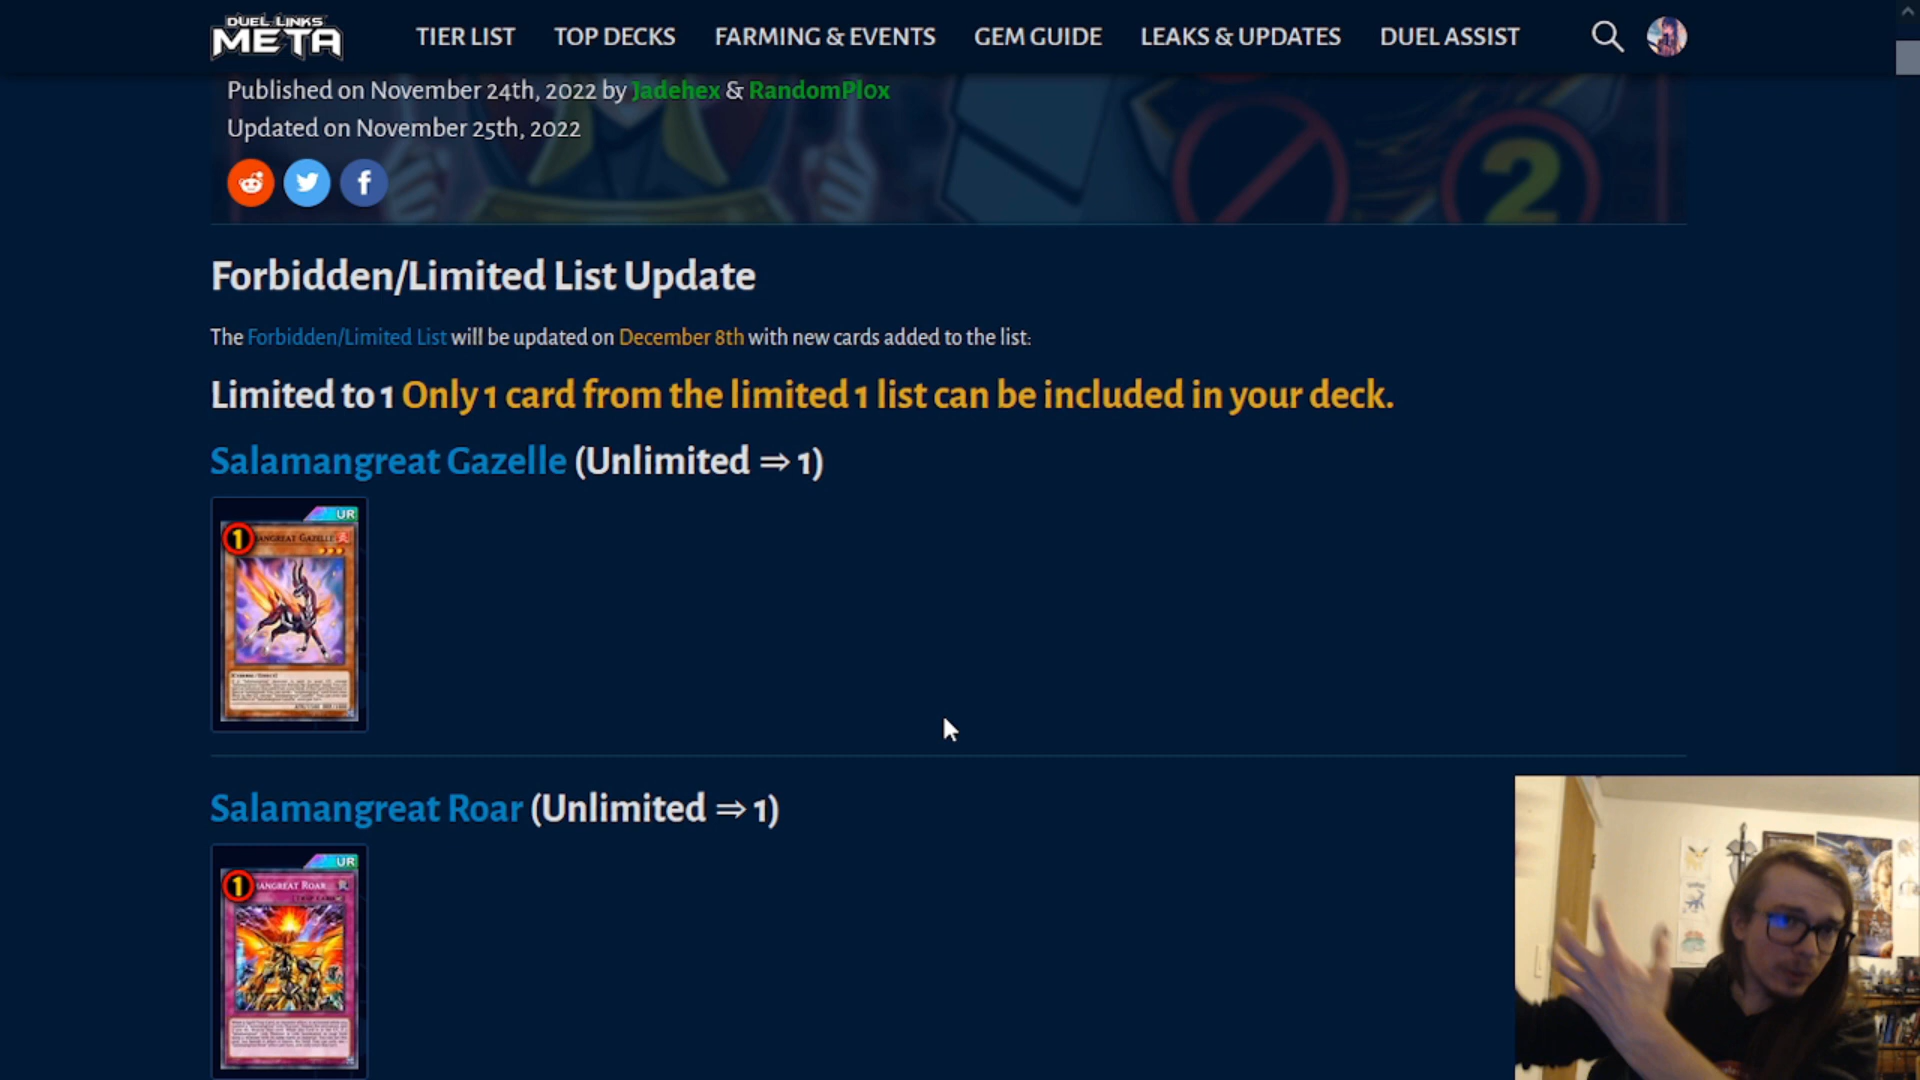 DUEL LINKS
META
TIER LIST
TOP DECKS
FARMING & EVENTS
GEM GUIDE
LEAKS & UPDATES
DUEL ASSIST
Published on November 24th, 2022 by Jadehex & RandomPl0x
Updated on November 25th, 2022
2
Forbidden/Limited List Update
The Forbidden/Limited List will be updated on December 8th with new cards added to the list:
Limited to 1 Only 1 card from the limited 1 list can be included in your deck.
Salamangreat Gazelle (Unlimited ⇒ 1)
UR
1
Salamangreat Roar (Unlimited ⇒ 1)
UR
1